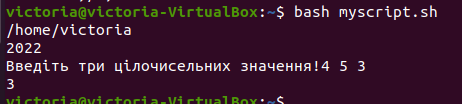 victoria@victoria-VirtualBox:~$ bash myscript.sh
/home/victoria
2022
Введіть три цілочисельних значення!4 5 3
3
victoria@victoria-VirtualBox:~$